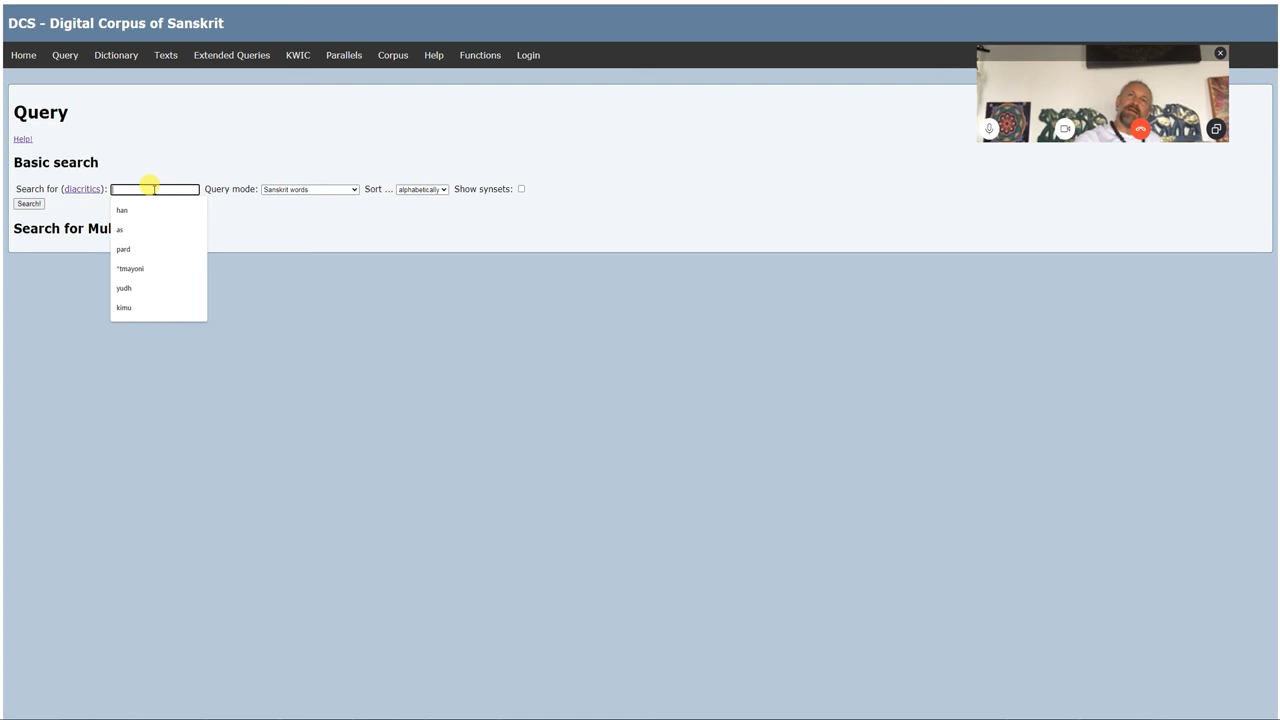 DCS - Digital Corpus of Sanskrit
Home Query Dictionary Texts Extended Queries KWIC Parallels Corpus Help Functions Login
Query
Help!
Basic search
Search for (diacritics): Query mode: Sanskrit words Sort ... alphabetically Show synsets:
Search!
han
Search for Mul
as
pard
*tmayoni
yudh
kimu